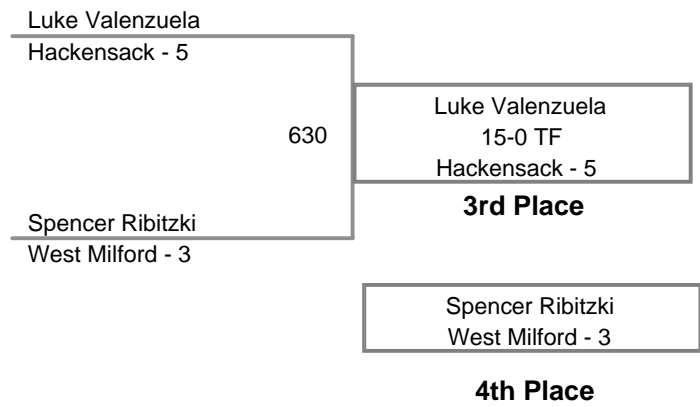 Luke Valenzuela
Hackensack - 5
630
Luke Valenzuela
15-0 TF
Hackensack - 5
3rd Place
Spencer Ribitzki
West Milford - 3
Spencer Ribitzki
West Milford - 3
4th Place